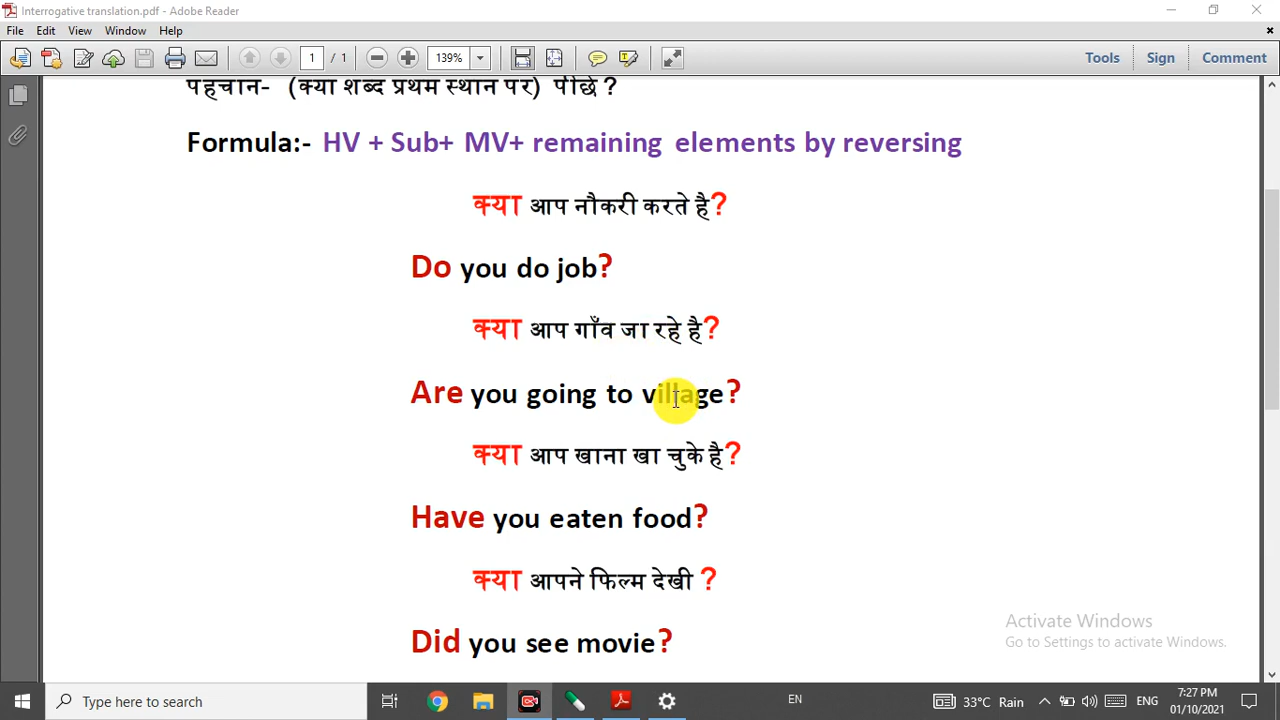 Interrogative translation.pdf - Adobe Reader
File Edit View Window Help
1 / 1 139% Tools Sign Comment
पहचान- (क्या शब्द प्रथम स्थान पर) पीछे ?
Formula:- HV + Sub+ MV+ remaining elements by reversing
क्या आप नौकरी करते है?
Do you do job?
क्या आप गाँव जा रहे है?
Are you going to village?
क्या आप खाना खा चुके है?
Have you eaten food?
क्या आपने फिल्म देखी ?
Did you see movie?
Activate Windows
Go to Settings to activate Windows.
Type here to search
EN
33°C Rain
ENG
7:27 PM
01/10/2021